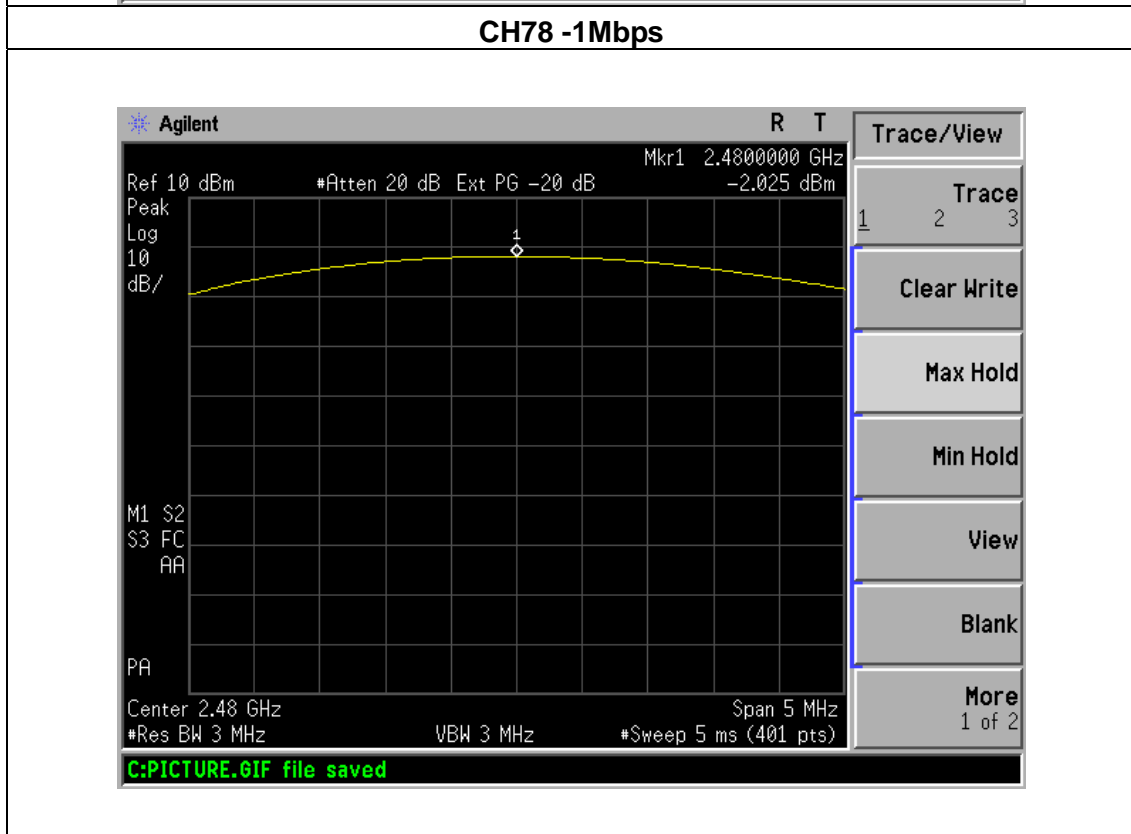 CH78 -1Mbps
Agilent R T
Trace/View
Mkr1 2.4800000 GHz
Ref 10 dBm #Atten 20 dB Ext PG -20 dB -2.025 dBm
Peak
Log
10
dB/
1
M1 S2
S3 FC
AA
PA
Center 2.48 GHz Span 5 MHz
#Res BW 3 MHz VBW 3 MHz #Sweep 5 ms (401 pts)
C:PICTURE.GIF file saved
Trace
1 2 3
Clear Write
Max Hold
Min Hold
View
Blank
More
1 of 2